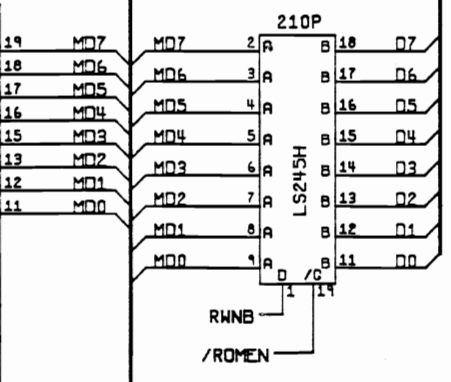 210P
19 MD7 MD7 2 A B 18 D7
18 MD6 MD6 3 A B 17 D6
17 MD5 MD5 4 A B 16 D5
16 MD4 MD4 5 A B 15 D4
15 MD3 MD3 6 A B 14 D3
13 MD2 MD2 7 A B 13 D2
12 MD1 MD1 8 A B 12 D1
11 MD0 MD0 9 A B 11 D0
LS245H
D /G
1 19
RWNB
/ROMEN